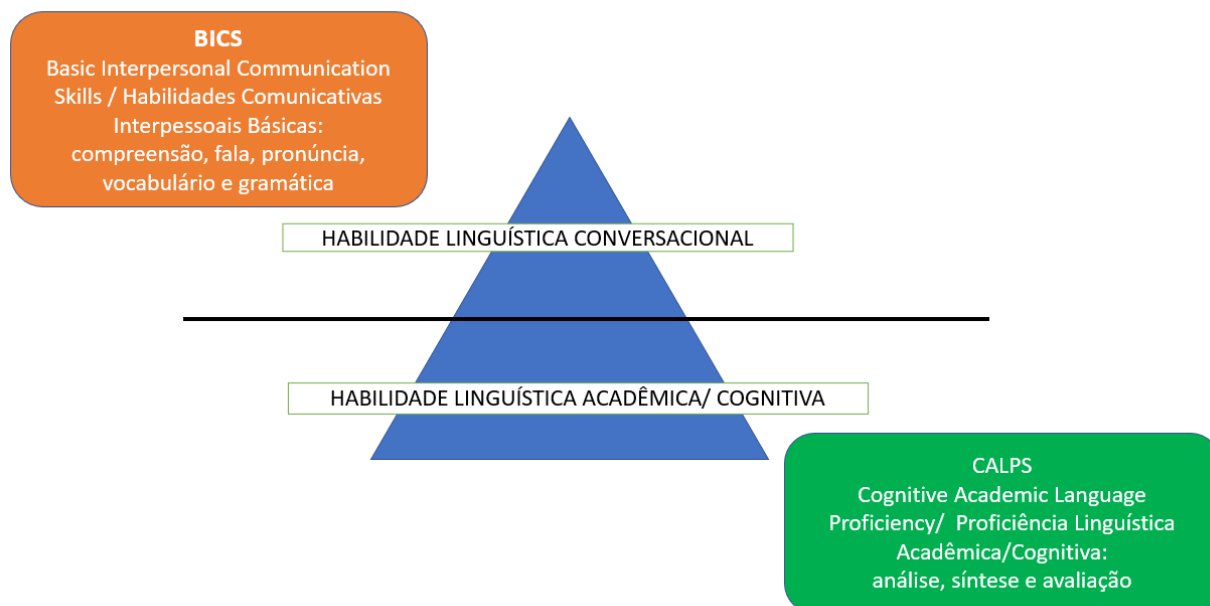 BICS
Basic Interpersonal Communication
Skills / Habilidades Comunicativas
Interpessoais Básicas:
compreensão, fala, pronúncia,
vocabulário e gramática
HABILIDADE LINGUÍSTICA CONVERSACIONAL
HABILIDADE LINGUÍSTICA ACADÊMICA/ COGNITIVA
CALPS
Cognitive Academic Language
Proficiency/ Proficiência Linguística
Acadêmica/Cognitiva:
análise, síntese e avaliação